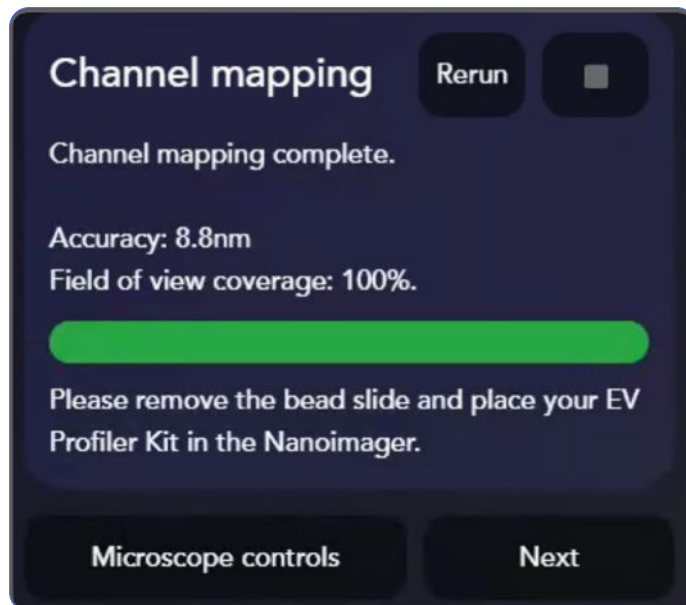 Channel mapping
Rerun
Channel mapping complete.
Accuracy: 8.8nm
Field of view coverage: 100%.
Please remove the bead slide and place your EV
Profiler Kit in the Nanoimager.
Microscope controls
Next